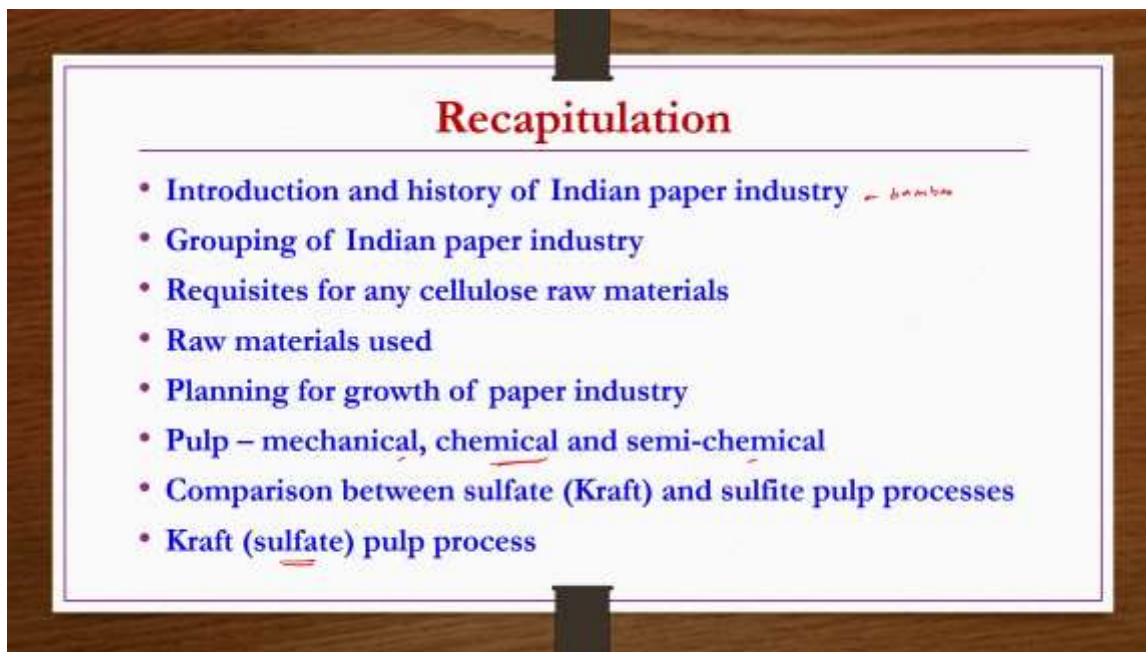 Recapitulation
• Introduction and history of Indian paper industry - bamboo
• Grouping of Indian paper industry
• Requisites for any cellulose raw materials
• Raw materials used
• Planning for growth of paper industry
• Pulp – mechanical, chemical and semi-chemical
• Comparison between sulfate (Kraft) and sulfite pulp processes
• Kraft (sulfate) pulp process